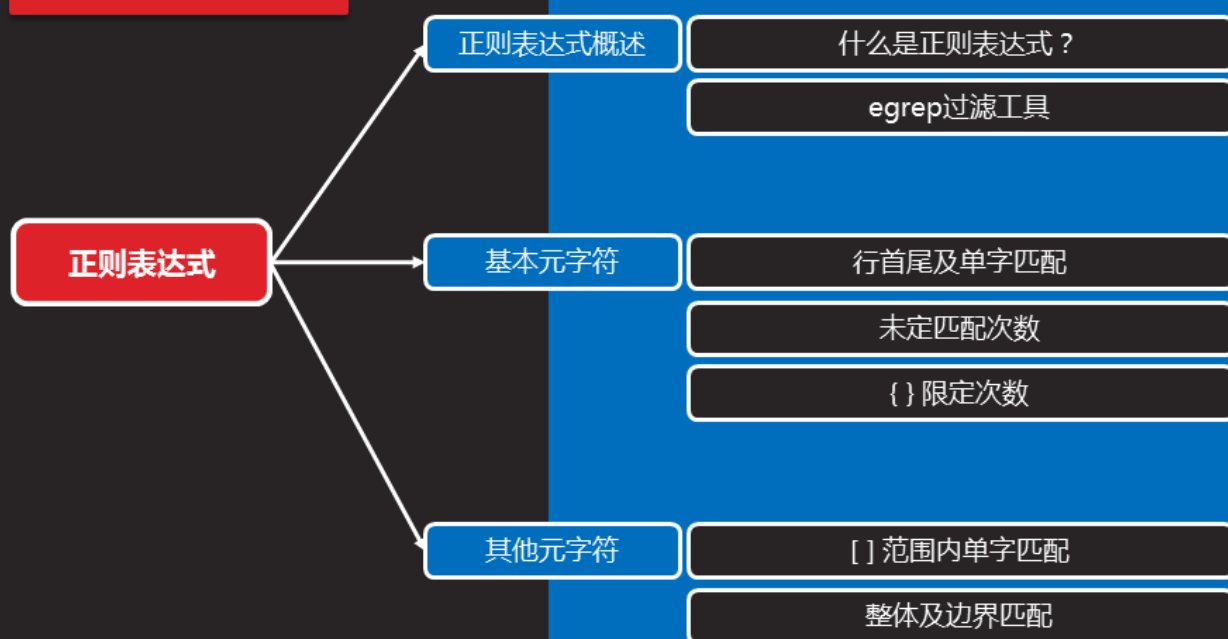 正则表达式
正则表达式概述
什么是正则表达式？
egrep过滤工具
基本元字符
行首尾及单字匹配
未定匹配次数
{ } 限定次数
其他元字符
[ ] 范围内单字匹配
整体及边界匹配